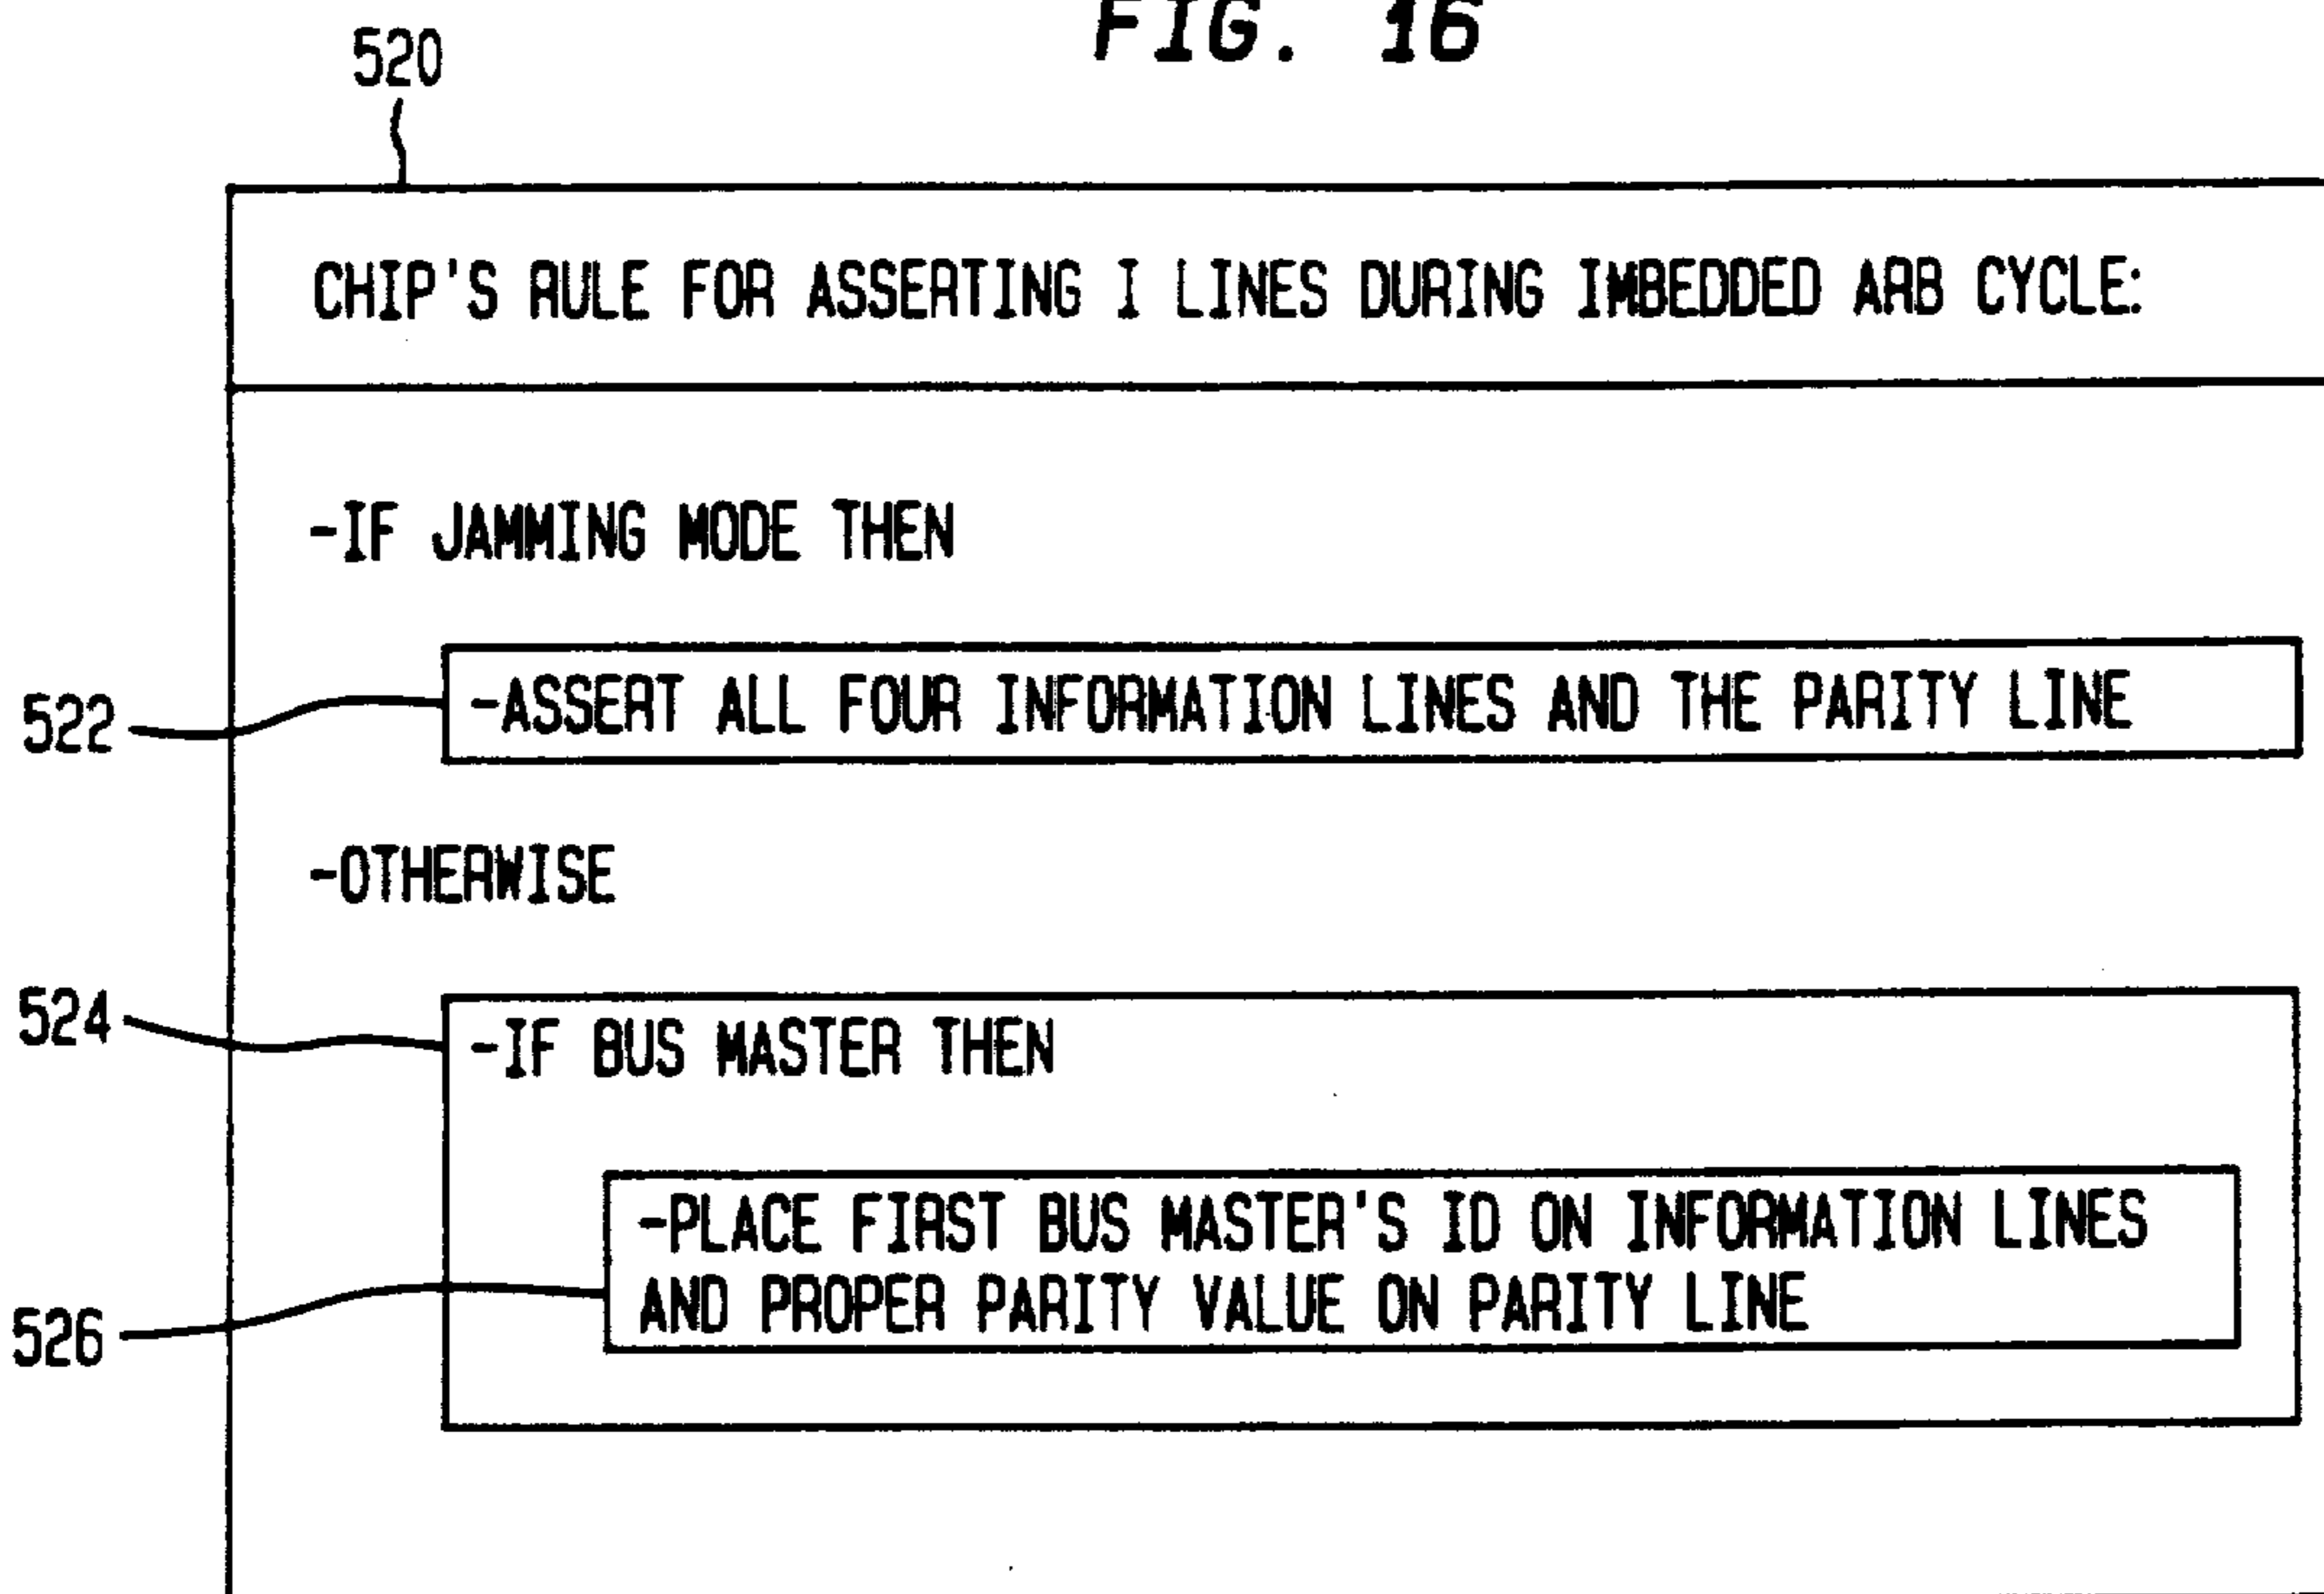 FIG. 16
520
CHIP'S RULE FOR ASSERTING I LINES DURING IMBEDDED ARB CYCLE:
-IF JAMMING MODE THEN
522
-ASSERT ALL FOUR INFORMATION LINES AND THE PARITY LINE
-OTHERWISE
524
-IF BUS MASTER THEN
-PLACE FIRST BUS MASTER'S ID ON INFORMATION LINES
AND PROPER PARITY VALUE ON PARITY LINE
526